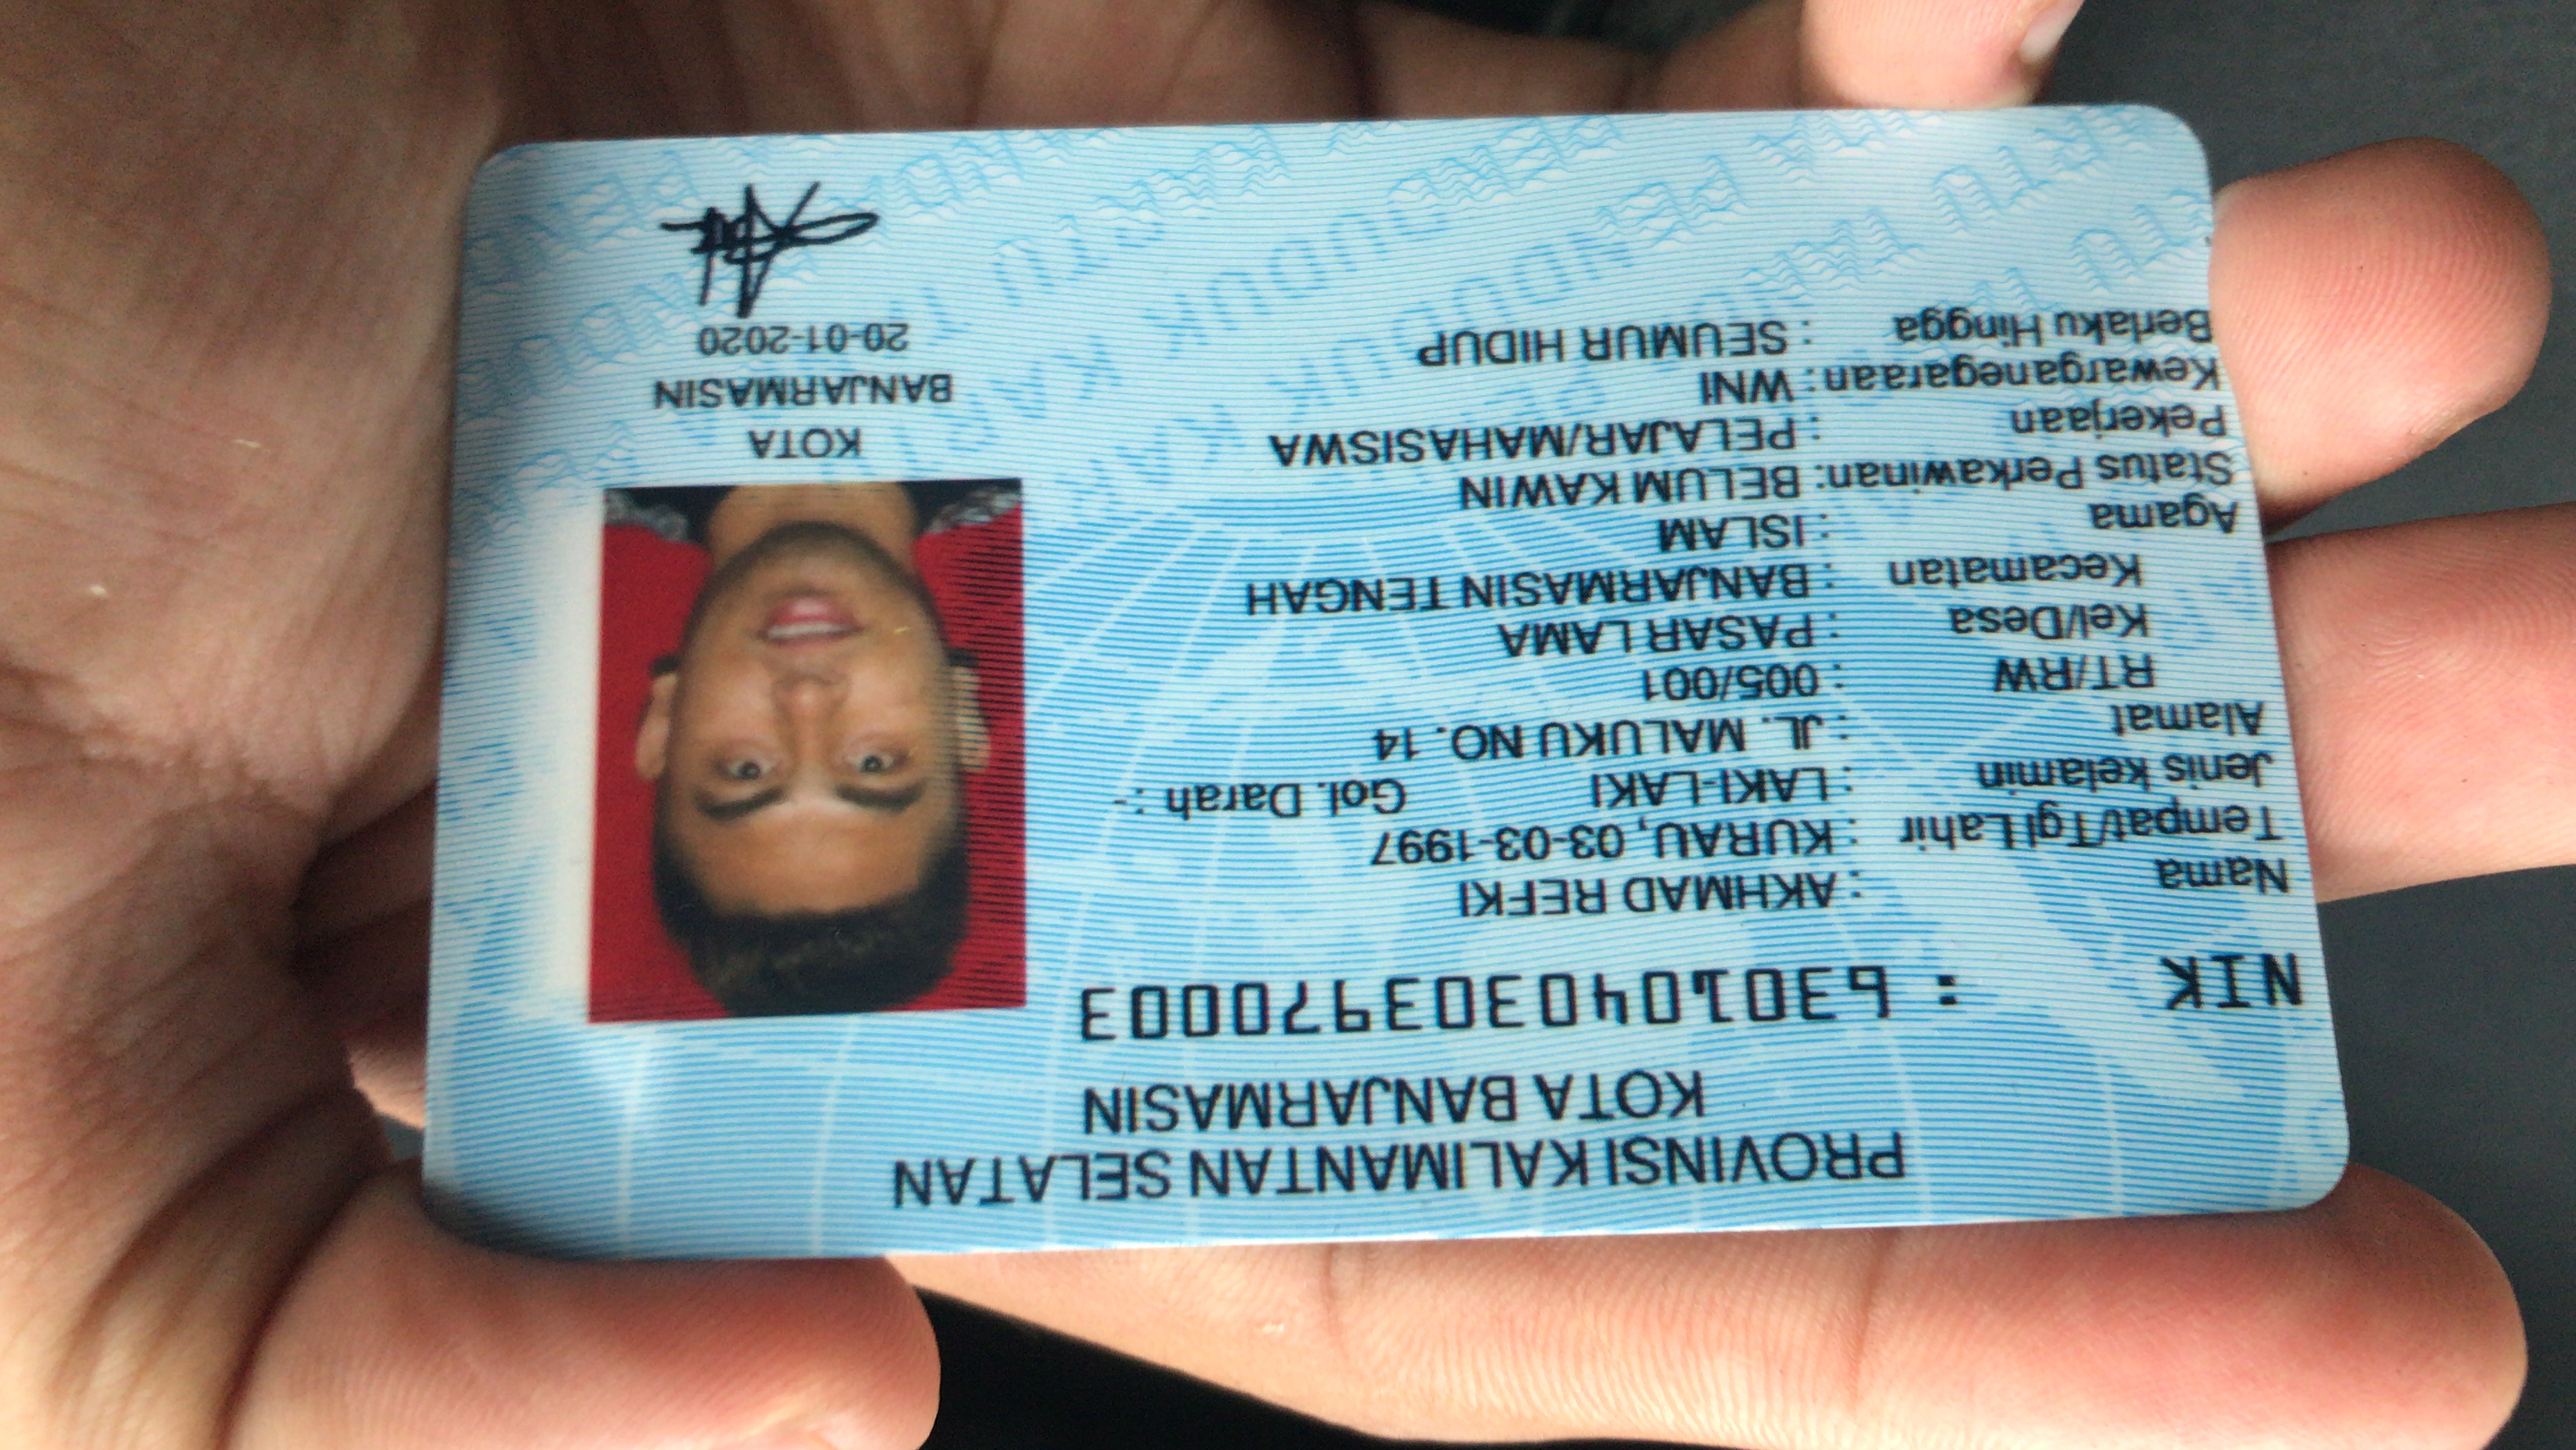 PROVINSI KALIMANTAN SELATAN
KOTA BANJARMASIN
NIK : 6301040303970003
Nama : AKHMAD REFKI
Tempat/Tgl Lahir : KURAU, 03-03-1997
Jenis kelamin : LAKI-LAKI Gol. Darah :-
Alamat : JL. MALUKU NO. 14
RT/RW : 005/001
Kel/Desa : PASAR LAMA
Kecamatan : BANJARMASIN TENGAH
Agama : ISLAM
Status Perkawinan: BELUM KAWIN
Pekerjaan : PELAJAR/MAHASISWA
Kewarganegaraan: WNI
Berlaku Hingga : SEUMUR HIDUP
KOTA
BANJARMASIN
20-01-2020